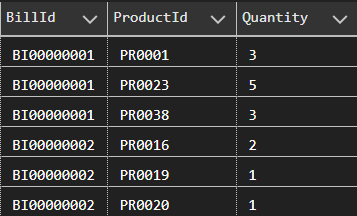 BillId ProductId Quantity
BI00000001 PR0001 3
BI00000001 PR0023 5
BI00000001 PR0038 3
BI00000002 PR0016 2
BI00000002 PR0019 1
BI00000002 PR0020 1